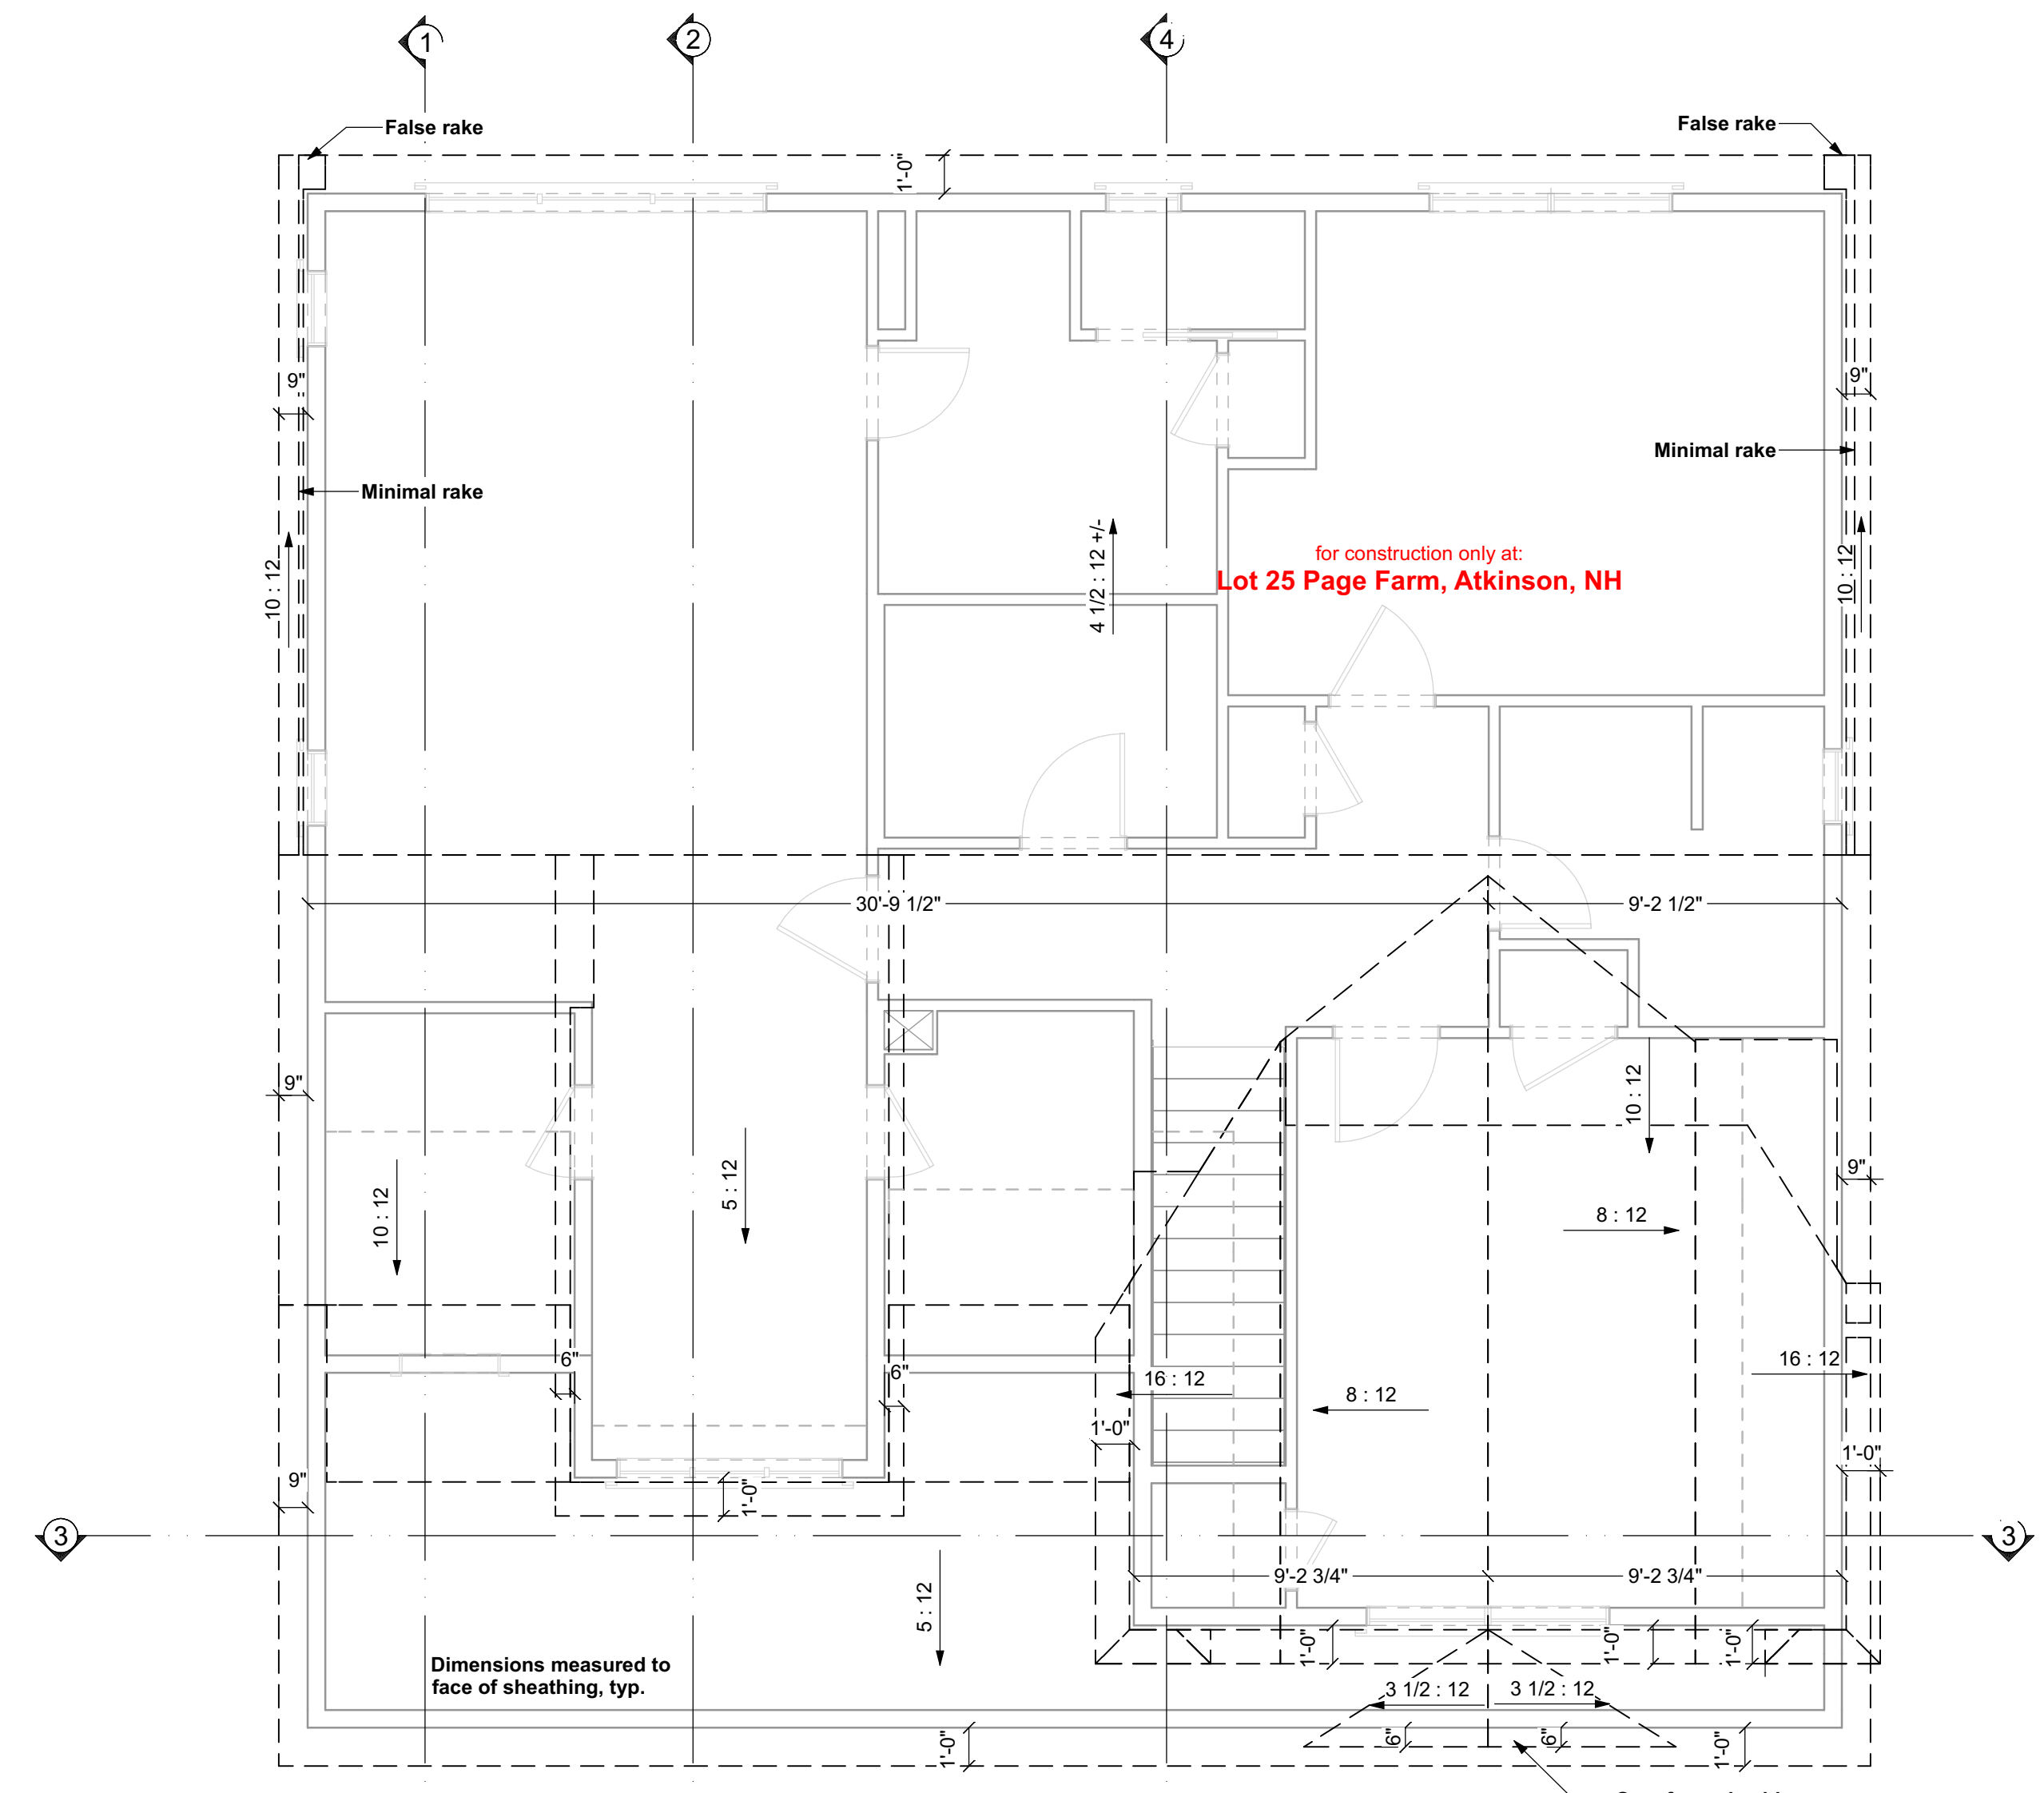 1
2
4
False rake
False rake
1'-0"
9"
9"
Minimal rake
Minimal rake
10 : 12
4 1/2 : 12 +/-
for construction only at:
Lot 25 Page Farm, Atkinson, NH
10 : 12
30'-9 1/2"
9'-2 1/2"
9"
10 : 12
5 : 12
10 : 12
9"
8 : 12
6"
6"
16 : 12
8 : 12
16 : 12
1'-0"
1'-0"
9"
1'-0"
3
3
9'-2 3/4"
9'-2 3/4"
5 : 12
1'-0"
1'-0"
1'-0"
Dimensions measured to
face of sheathing, typ.
3 1/2 : 12
3 1/2 : 12
1'-0"
6"
6"
1'-0"